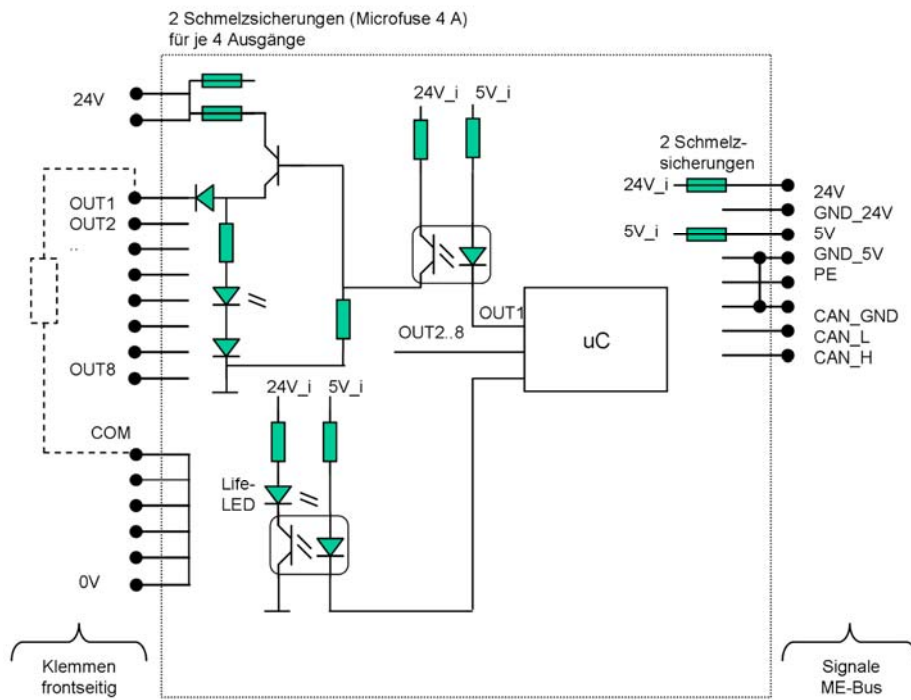 2 Schmelzsicherungen (Microfuse 4 A)
für je 4 Ausgänge
24V
24V_i
5V_i
2 Schmelz-
sicherungen
24V_i
24V
GND_24V
5V_i
5V
GND_5V
PE
CAN_GND
CAN_L
CAN_H
OUT1
OUT2
..
OUT8
OUT1
OUT2..8
uC
24V_i
5V_i
Life-
LED
COM
0V
Klemmen
frontseitig
Signale
ME-Bus